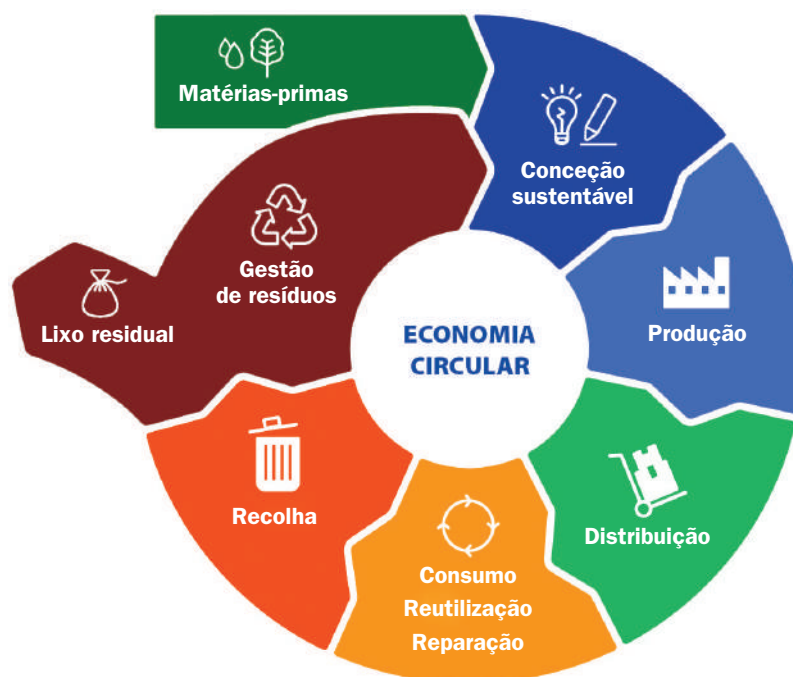 Matérias-primas
Conceção
sustentável
Produção
Distribuição
Consumo
Reutilização
Reparação
Recolha
Gestão
de resíduos
Lixo residual
ECONOMIA
CIRCULAR